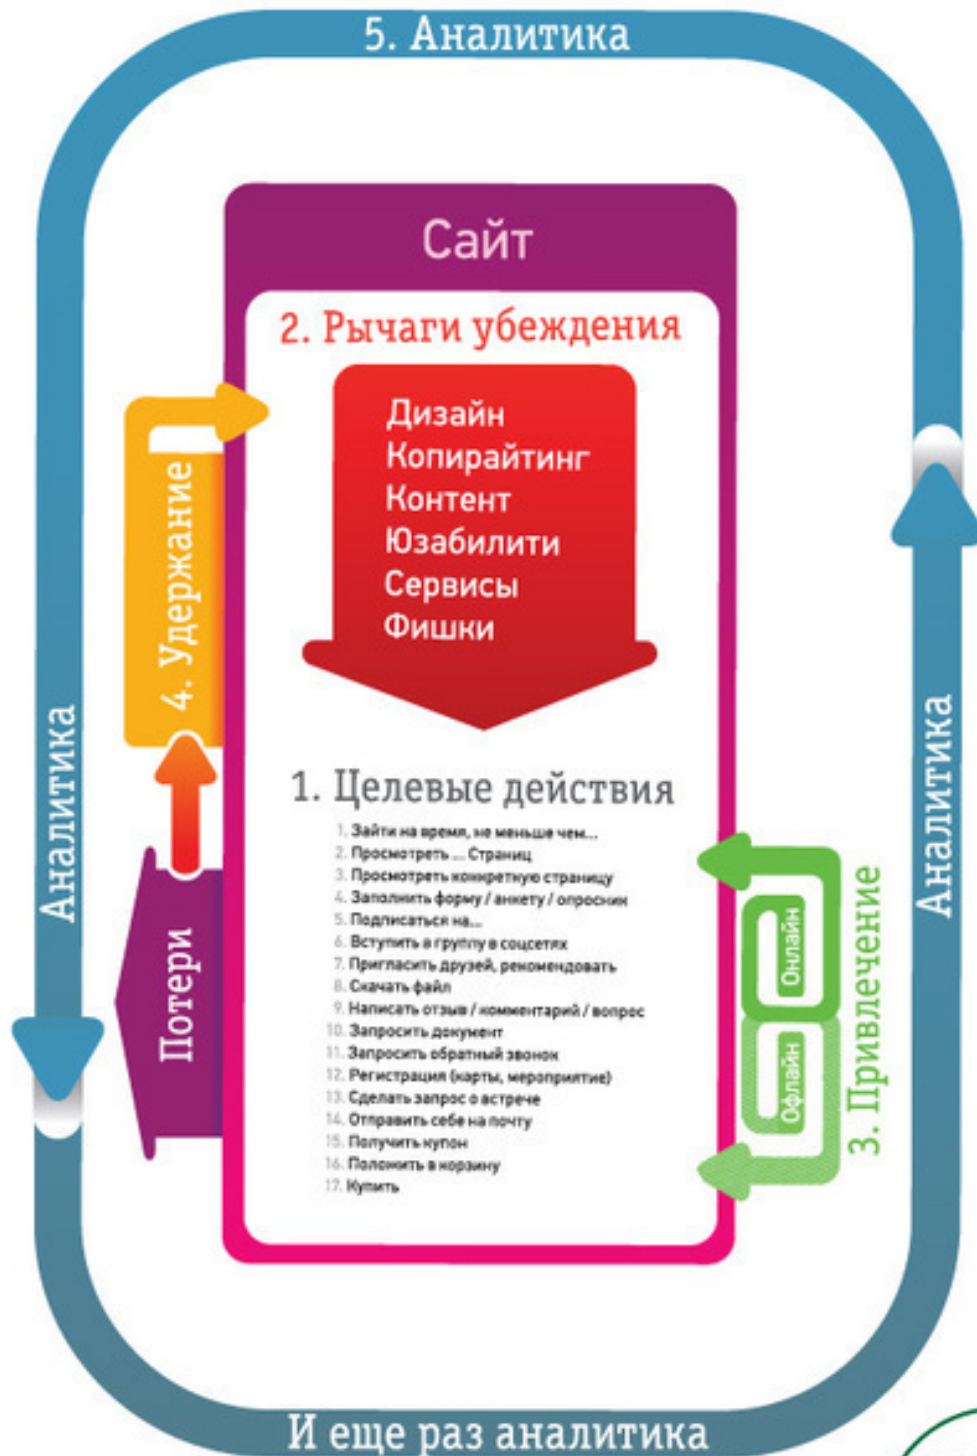 5. Аналитика
Сайт
2. Рычаги убеждения
Дизайн
Копирайтинг
Контент
Юзабилити
Сервисы
Фишки
4. Удержание
Потери
1. Целевые действия
1. Зайти на время, не меньше чем...
2. Просмотреть ... Страниц
3. Просмотреть конкретную страницу
4. Заполнить форму / анкету / опросник
5. Подписаться на...
6. Вступить в группу в соцсетях
7. Пригласить друзей, рекомендовать
8. Скачать файл
9. Написать отзыв / комментарий / вопрос
10. Запросить документ
11. Запросить обратный звонок
12. Регистрация (карты, мероприятие)
13. Сделать запрос о встрече
14. Отправить себе на почту
15. Получить купон
16. Положить в корзину
17. Купить
3. Привлечение
Онлайн
Офлайн
Аналитика
Аналитика
И еще раз аналитика